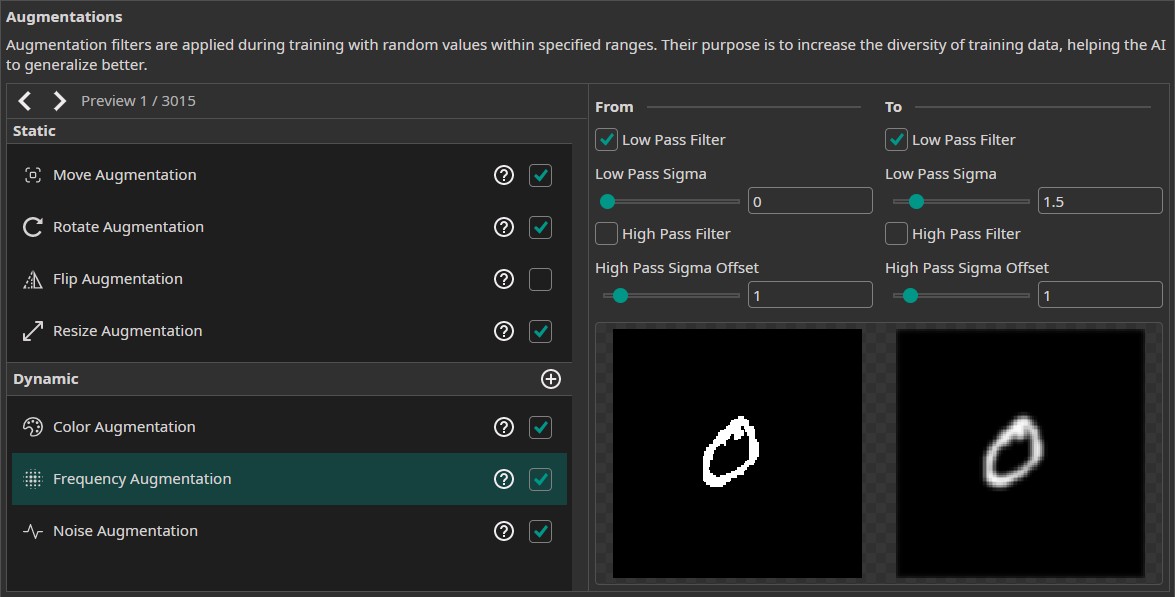 Augmentations
Augmentation filters are applied during training with random values within specified ranges. Their purpose is to increase the diversity of training data, helping the AI
to generalize better.
Preview 1 / 3015
Static
Move Augmentation
Rotate Augmentation
Flip Augmentation
Resize Augmentation
Dynamic
Color Augmentation
Frequency Augmentation
Noise Augmentation
From
To
Low Pass Filter
Low Pass Filter
Low Pass Sigma
Low Pass Sigma
0
1.5
High Pass Filter
High Pass Filter
High Pass Sigma Offset
High Pass Sigma Offset
1
1
0
0